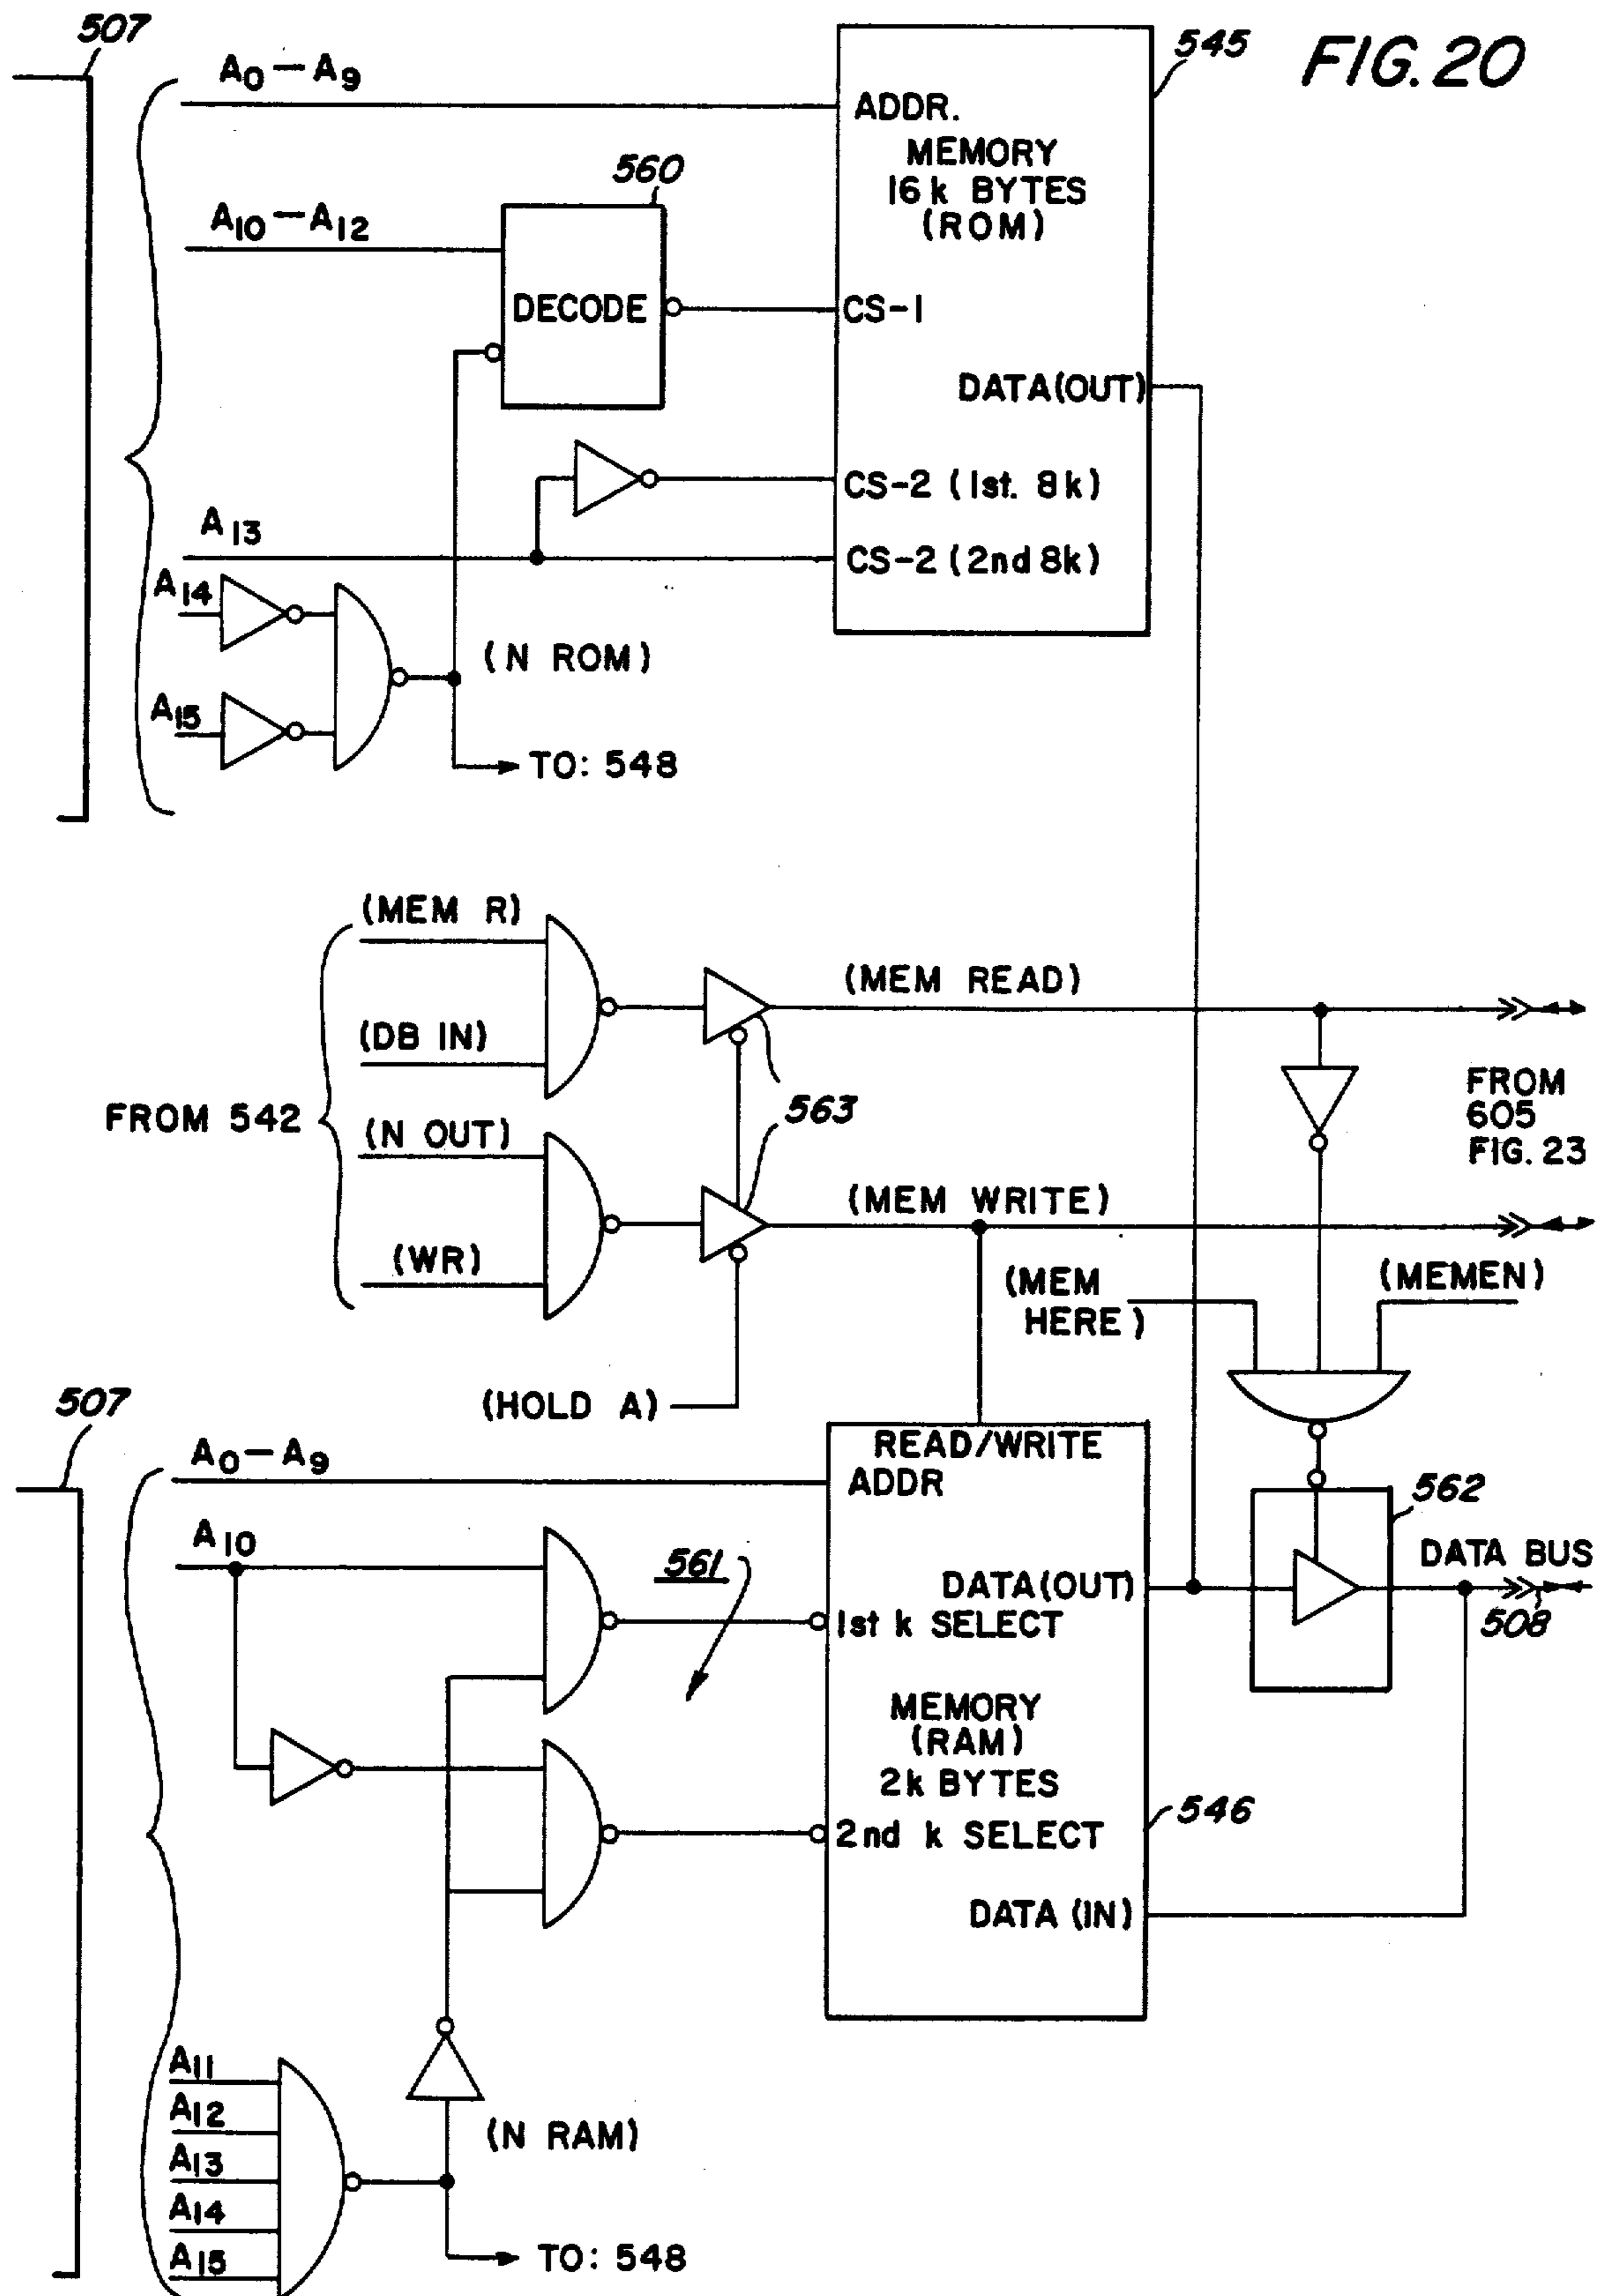 507
545
FIG. 20
A0–A9
ADDR.
MEMORY
16k BYTES
(ROM)
560
A10–A12
DECODE
CS-1
DATA(OUT)
CS-2 (1st. 8k)
A13
CS-2 (2nd 8k)
A14
(N ROM)
A15
TO: 548
(MEM R)
(MEM READ)
(DB IN)
563
FROM 542
(N OUT)
FROM
605
FIG. 23
(MEM WRITE)
(WR)
(MEM
HERE)
(MEMEN)
(HOLD A)
507
A0–A9
READ/WRITE
ADDR
562
A10
561
DATA(OUT)
DATA BUS
1st k SELECT
508
MEMORY
(RAM)
2k BYTES
546
2nd k SELECT
DATA (IN)
A11
A12
(N RAM)
A13
A14
A15
TO: 548